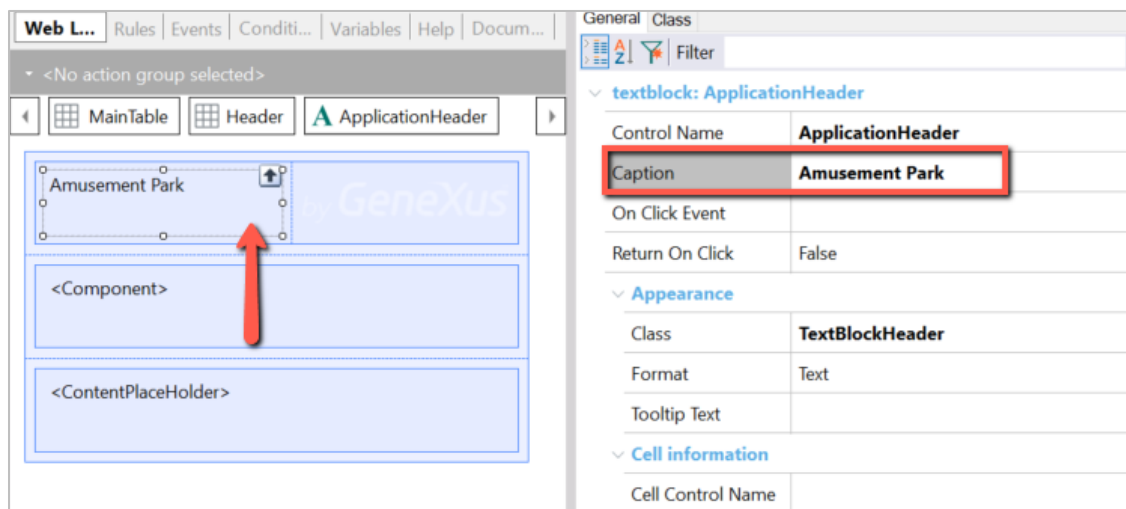 Web L... Rules Events Conditi... Variables Help Docum...
<No action group selected>
MainTable Header A ApplicationHeader
Amusement Park
by GeneXus
<Component>
<ContentPlaceHolder>
General Class
A Z Filter
textblock: ApplicationHeader
Control Name ApplicationHeader
Caption Amusement Park
On Click Event
Return On Click False
Appearance
Class TextBlockHeader
Format Text
Tooltip Text
Cell information
Cell Control Name